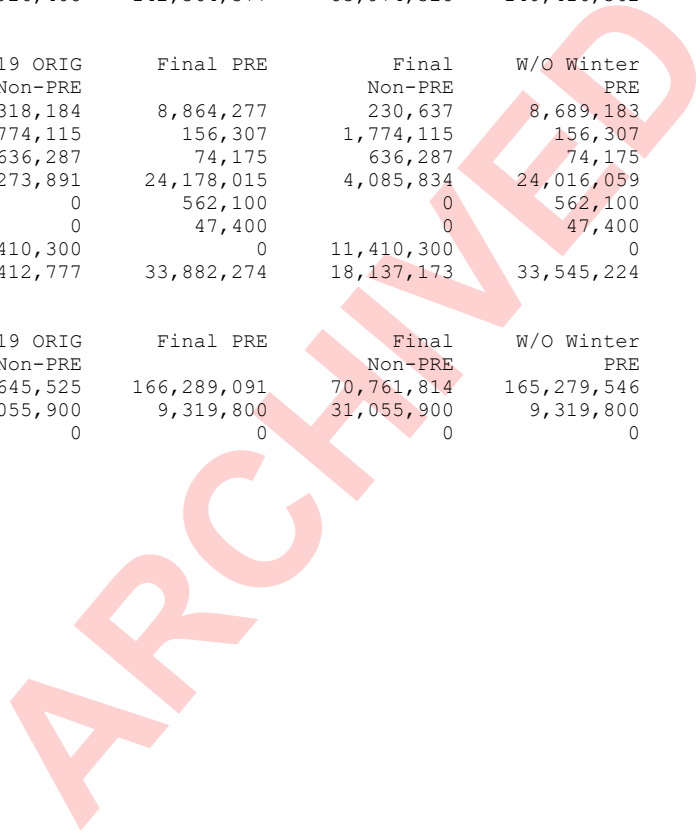 19 ORIG Final PRE Final W/O Winter
Non-PRE Non-PRE PRE
318,184 8,864,277 230,637 8,689,183
774,115 156,307 1,774,115 156,307
636,287 74,175 636,287 74,175
273,891 24,178,015 4,085,834 24,016,059
0 562,100 0 562,100
0 47,400 0 47,400
410,300 0 11,410,300 0
412,777 33,882,274 18,137,173 33,545,224
19 ORIG Final PRE Final W/O Winter
Non-PRE Non-PRE PRE
645,525 166,289,091 70,761,814 165,279,546
055,900 9,319,800 31,055,900 9,319,800
0 0 0 0
ARCHIVED